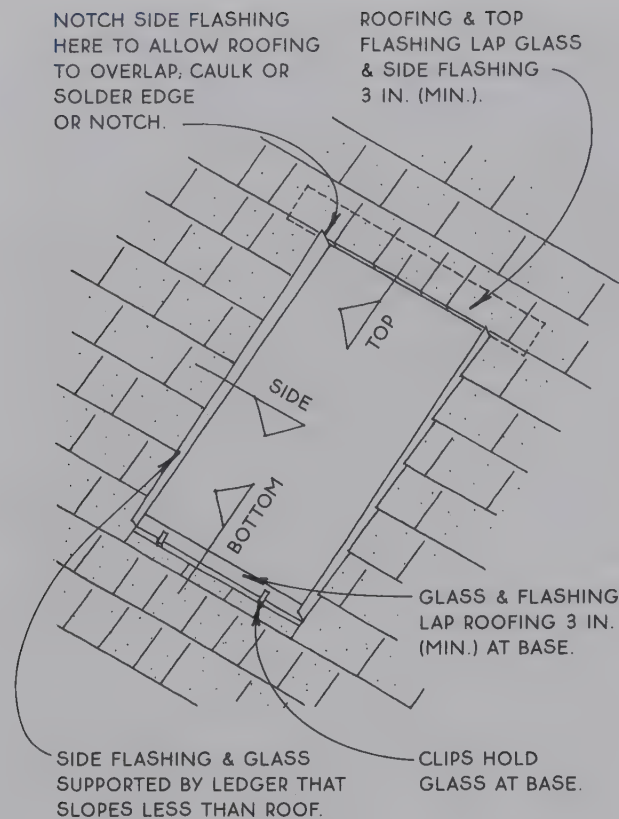 NOTCH SIDE FLASHING
HERE TO ALLOW ROOFING
TO OVERLAP; CAULK OR
SOLDER EDGE
OR NOTCH.
ROOFING & TOP
FLASHING LAP GLASS
& SIDE FLASHING
3 IN. (MIN.).
TOP
SIDE
BOTTOM
GLASS & FLASHING
LAP ROOFING 3 IN.
(MIN.) AT BASE.
SIDE FLASHING & GLASS
SUPPORTED BY LEDGER THAT
SLOPES LESS THAN ROOF.
CLIPS HOLD
GLASS AT BASE.